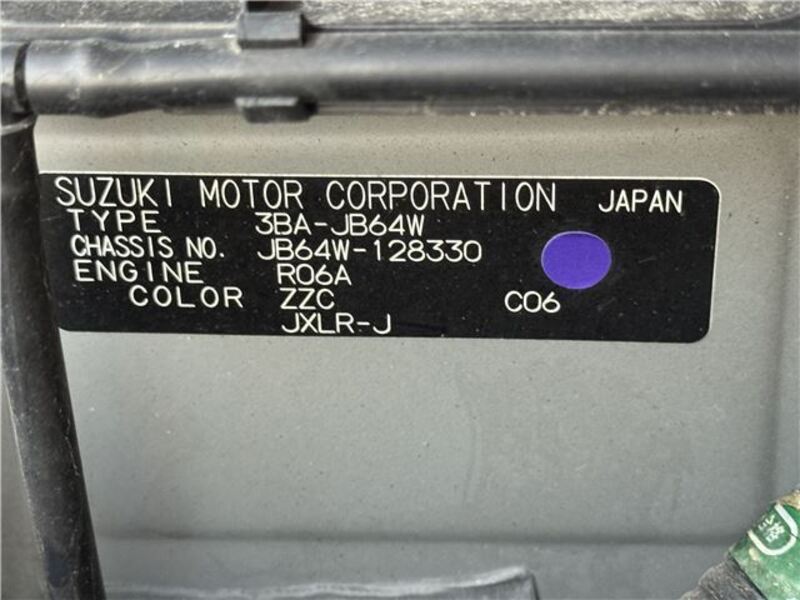 SUZUKI MOTOR CORPORATION JAPAN
TYPE 3BA-JB64W
CHASSIS NO. JB64W-128330
ENGINE R06A
COLOR ZZC C06
JXLR-J